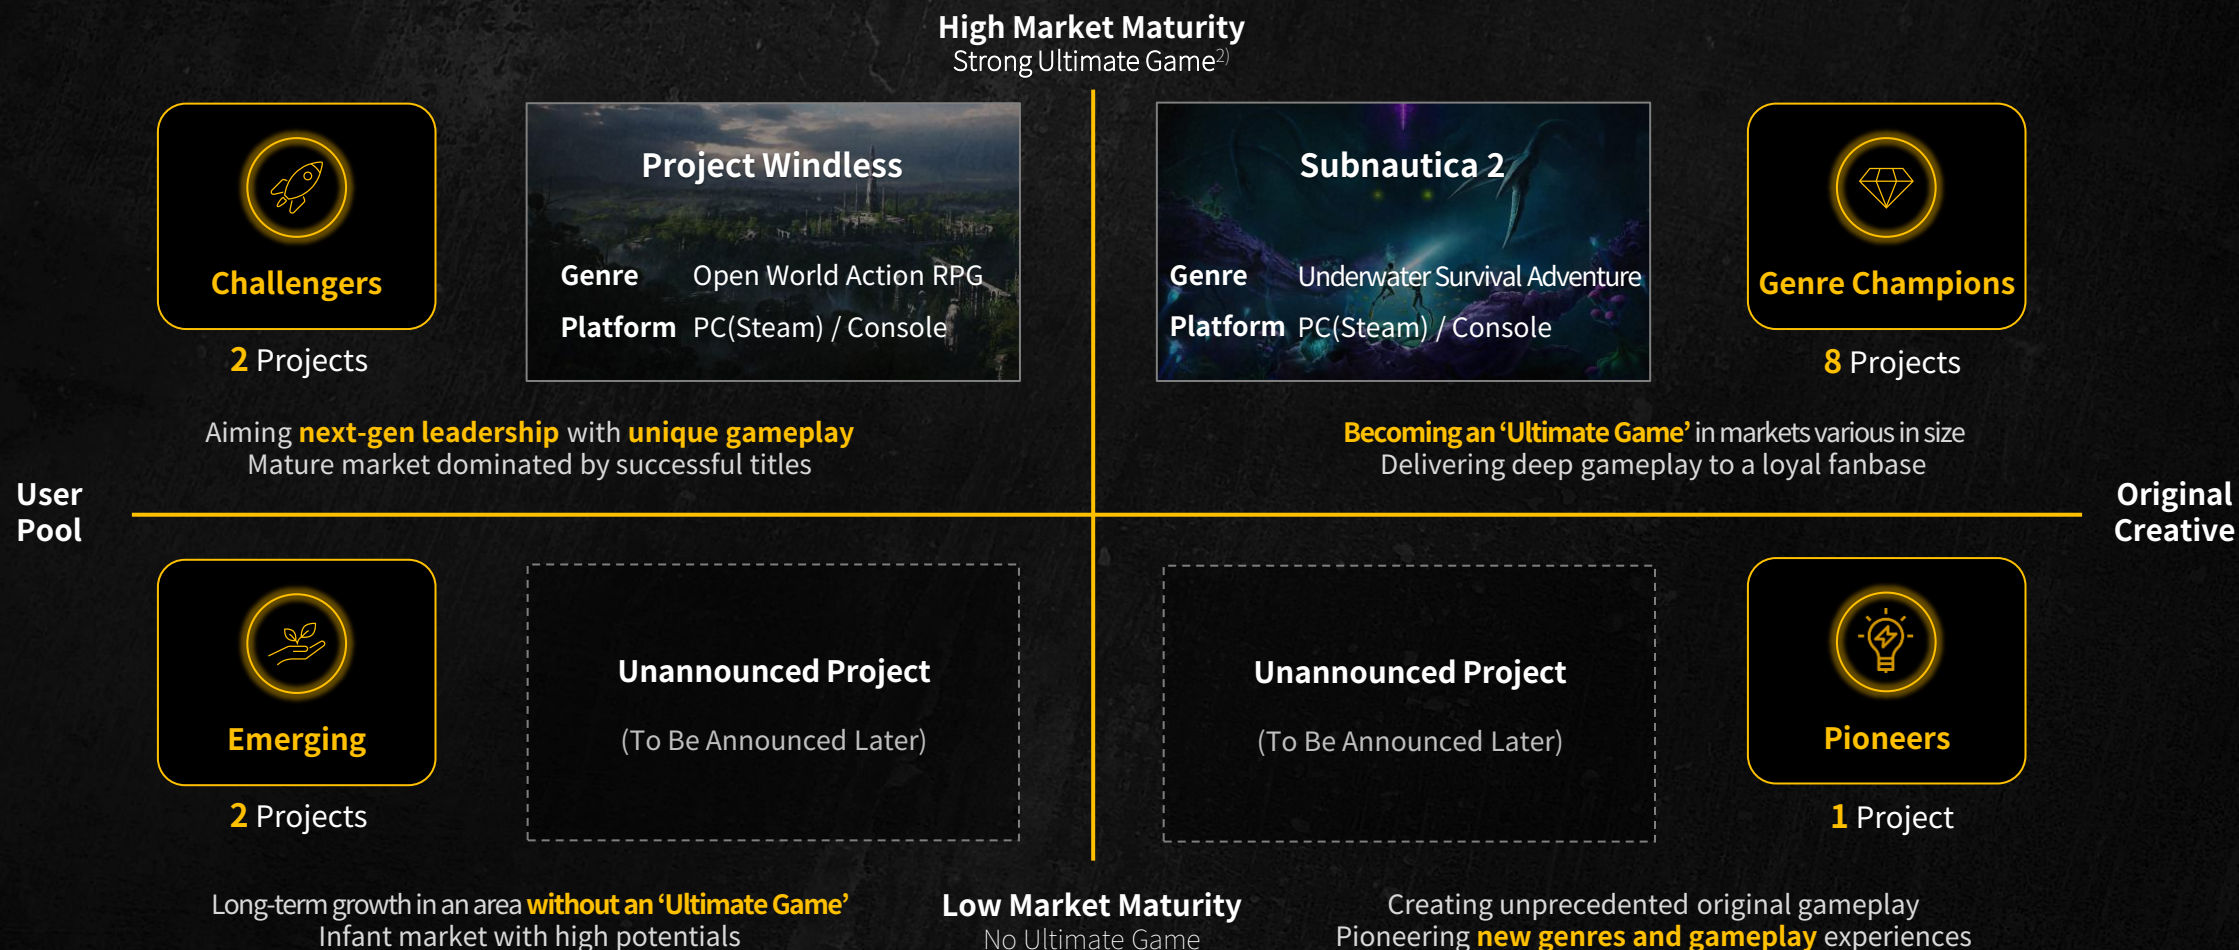 High Market Maturity
Strong Ultimate Game2)
Challengers
2 Projects
Project Windless
Genre Open World Action RPG
Platform PC(Steam) / Console
Aiming next-gen leadership with unique gameplay
Mature market dominated by successful titles
Subnautica 2
Genre Underwater Survival Adventure
Platform PC(Steam) / Console
Genre Champions
8 Projects
Becoming an ‘Ultimate Game’ in markets various in size
Delivering deep gameplay to a loyal fanbase
User
Pool
Original
Creative
Emerging
2 Projects
Unannounced Project
(To Be Announced Later)
Long-term growth in an area without an ‘Ultimate Game’
Infant market with high potentials
Unannounced Project
(To Be Announced Later)
Pioneers
1 Project
Creating unprecedented original gameplay
Pioneering new genres and gameplay experiences
Low Market Maturity
No Ultimate Game